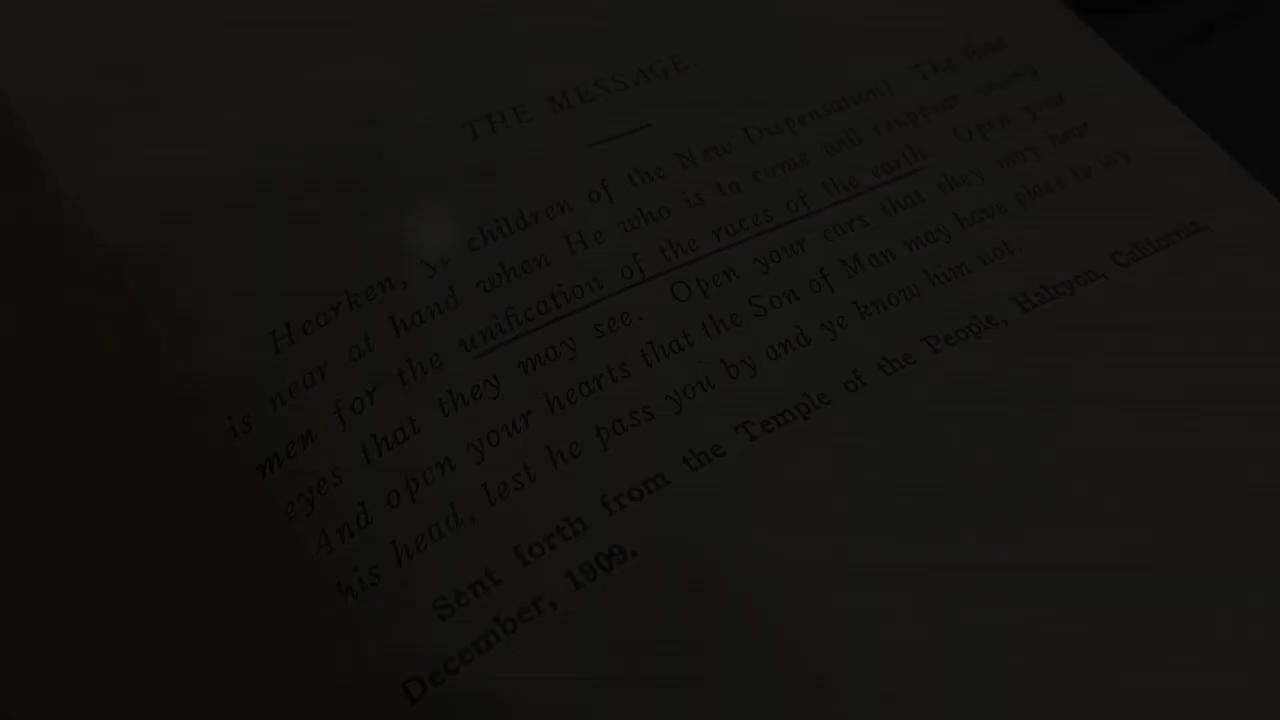 THE MESSAGE.
Hearken, ye children of the New Dispensation! The time
is near at hand when He who is to come will reappear among
men for the unification of the races of the earth. Open your
eyes that they may see. Open your ears that they may hear
And open your hearts that the Son of Man may have place to lay
his head, lest he pass you by and ye know him not.
Sent forth from the Temple of the People, Halcyon, California,
December, 1909.